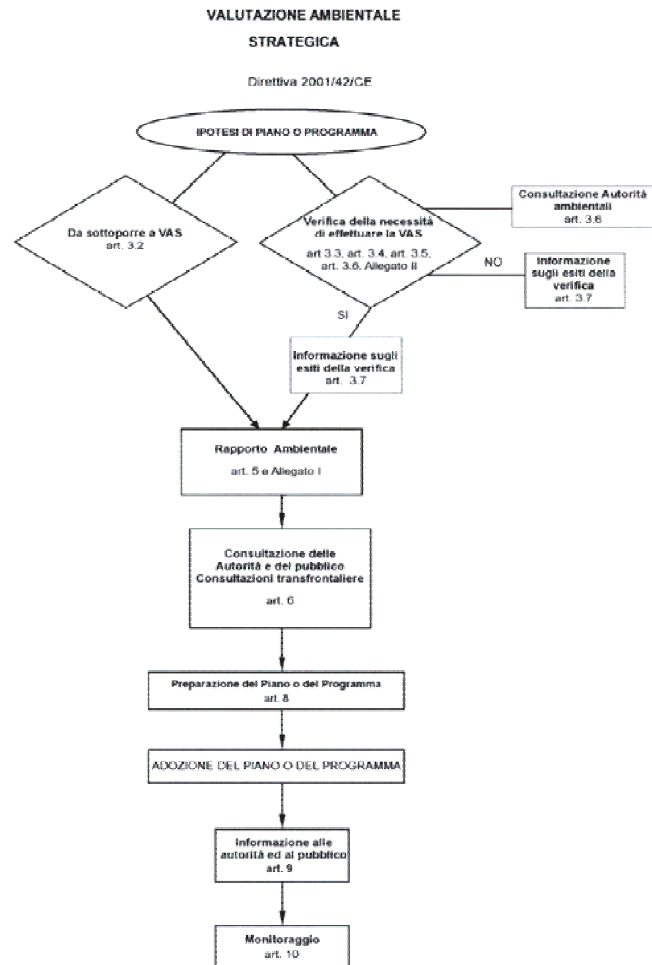 VALUTAZIONE AMBIENTALE
STRATEGICA
Direttiva 2001/42/CE
IPOTESI DI PIANO O PROGRAMMA
Da sottoporre a VAS
art. 3.2
Verifica della necessità
di effettuare la VAS
art 3.3, art. 3.4, art. 3.5,
art. 3.6, Allegato II
Consultazione Autorità
ambientali
art. 3.6
NO
Informazione
sugli esiti della
verifica
art. 3.7
SI
Informazione sugli
esiti della verifica
art. 3.7
Rapporto Ambientale
art. 5 e Allegato I
Consultazione delle
Autorità e del pubblico
Consultazioni transfrontaliere
art. 6
Preparazione del Piano o del Programma
art. 8
ADOZIONE DEL PIANO O DEL PROGRAMMA
Informazione alle
autorità ed al pubblico
art. 9
Monitoraggio
art. 10